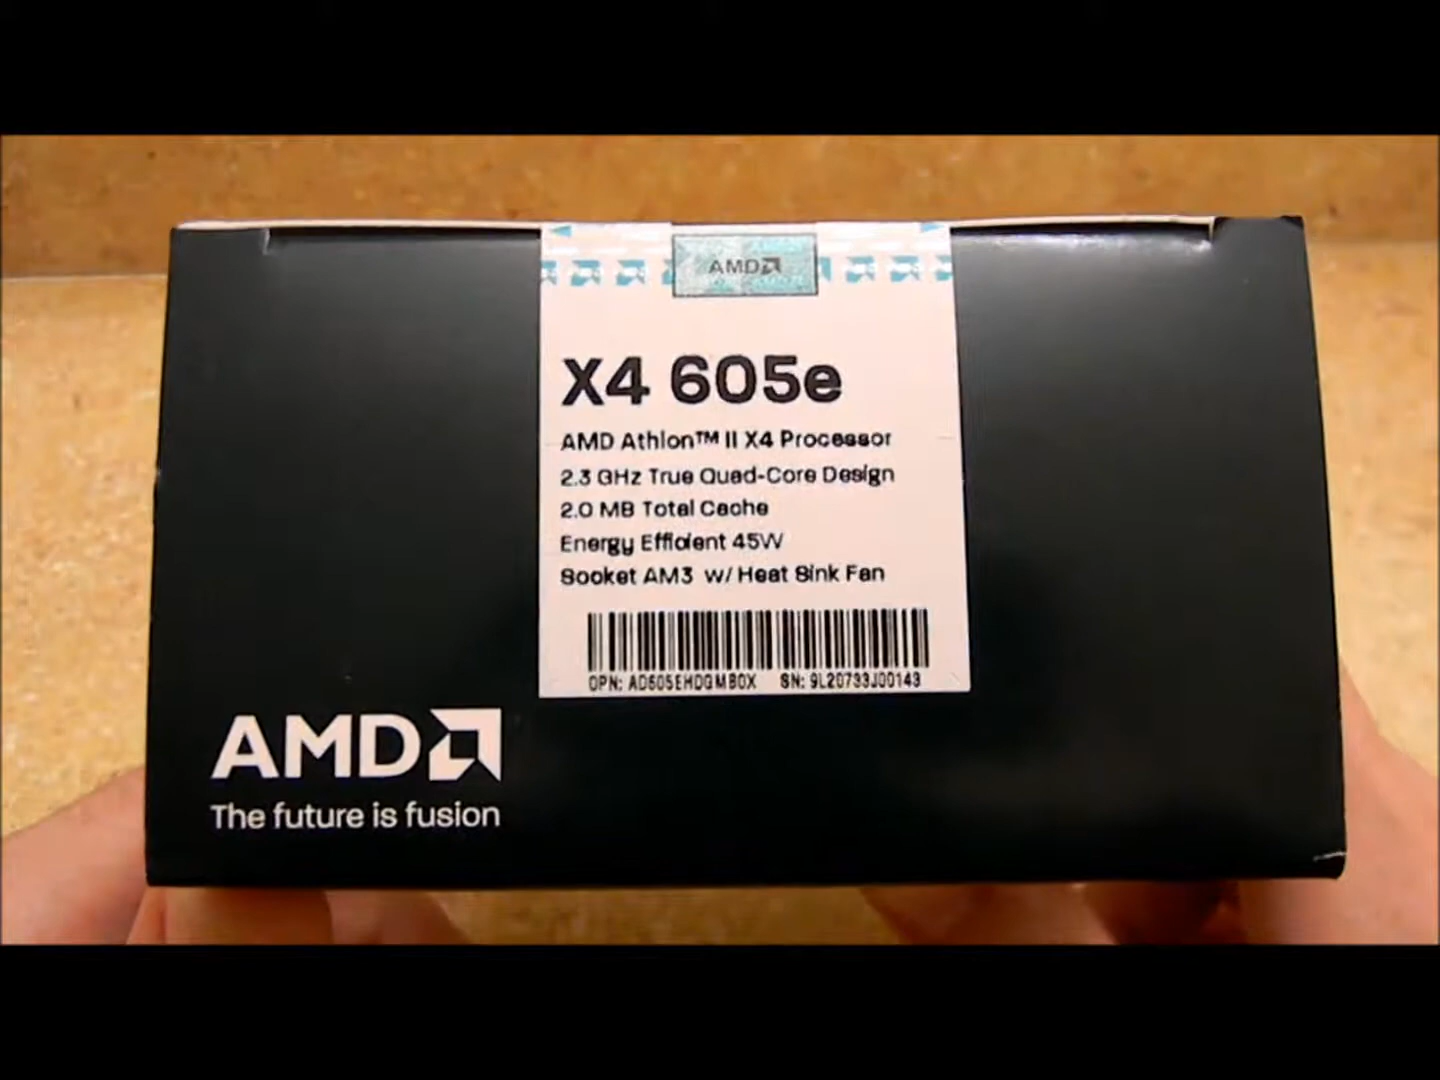 AMD
X4 605e
AMD Athlon™ II X4 Processor
2.3 GHz True Quad-Core Design
2.0 MB Total Cache
Energy Efficient 45W
Socket AM3 w/ Heat Sink Fan
OPN: AD605EHDGMBOX SN: 9L20733J00143
AMD
The future is fusion